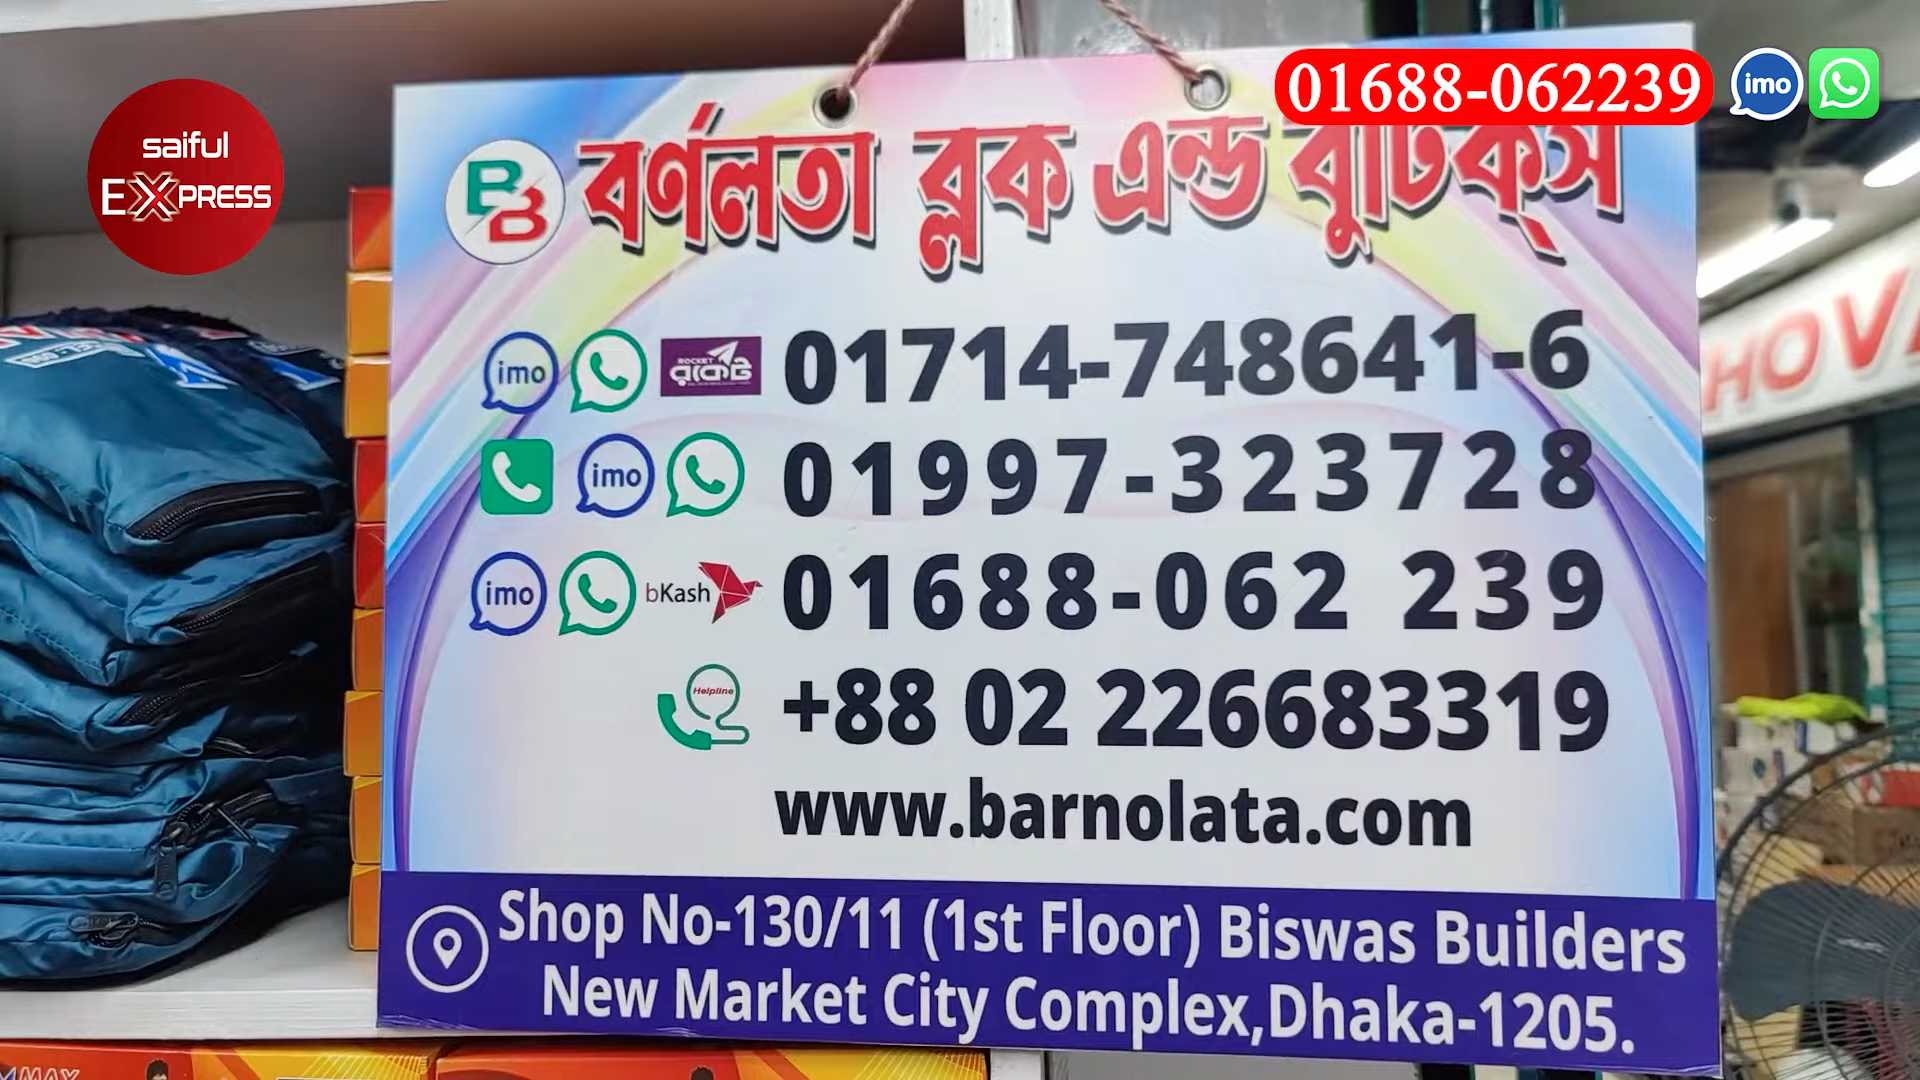 saiful
EXPRESS
01688-062239
imo
BB
বর্ণলতা ব্লক এন্ড বুটিক্স
imo ROCKET রকেট 01714-748641-6
imo 01997-323728
imo bKash 01688-062 239
Helpline +88 02 226683319
www.barnolata.com
Shop No-130/11 (1st Floor) Biswas Builders
New Market City Complex,Dhaka-1205.